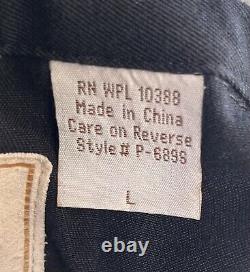 RN WPL 10388
Made in China
Care on Reverse
Style# P-6898
L